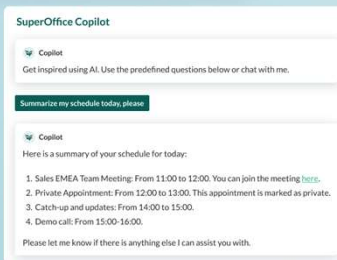 SuperOffice Copilot
Copilot
Get inspired using AI. Use the predefined questions below or chat with me.
Summarize my schedule today, please
Copilot
Here is a summary of your schedule for today:
1. Sales EMEA Team Meeting: From 11:00 to 12:00. You can join the meeting here.
2. Private Appointment: From 12:00 to 13:00. This appointment is marked as private.
3. Catch-up and updates: From 14:00 to 15:00.
4. Demo call: From 15:00-16:00.
Please let me know if there is anything else I can assist you with.